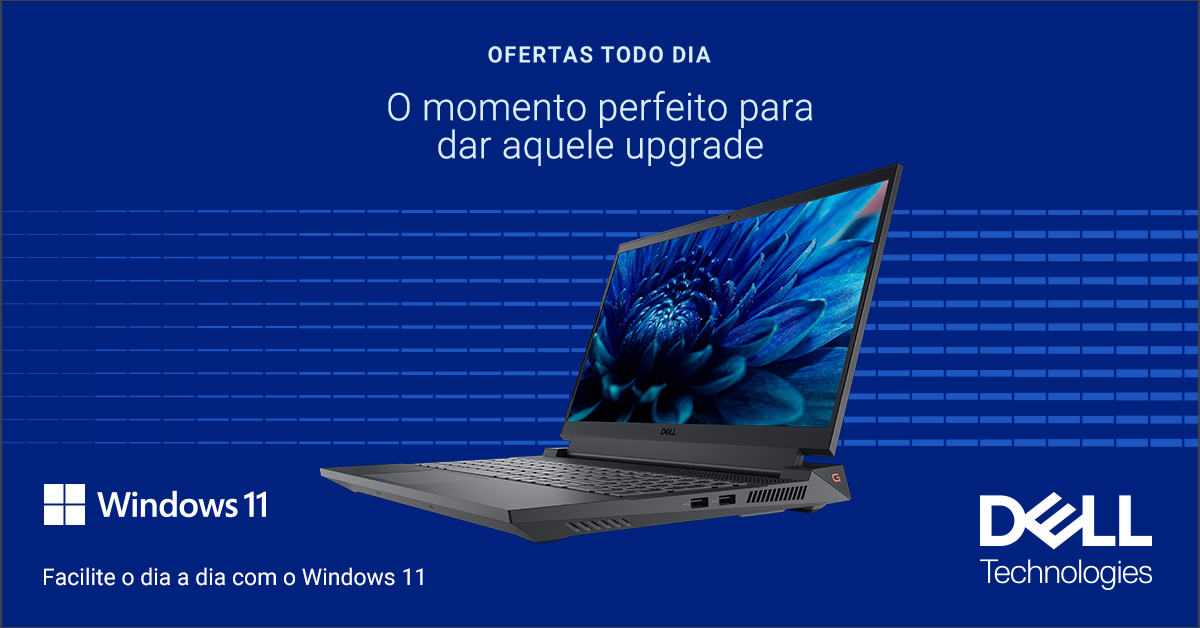 OFERTAS TODO DIA
O momento perfeito para
dar aquele upgrade
DELL
G
Windows 11
Facilite o dia a dia com o Windows 11
DELL
Technologies